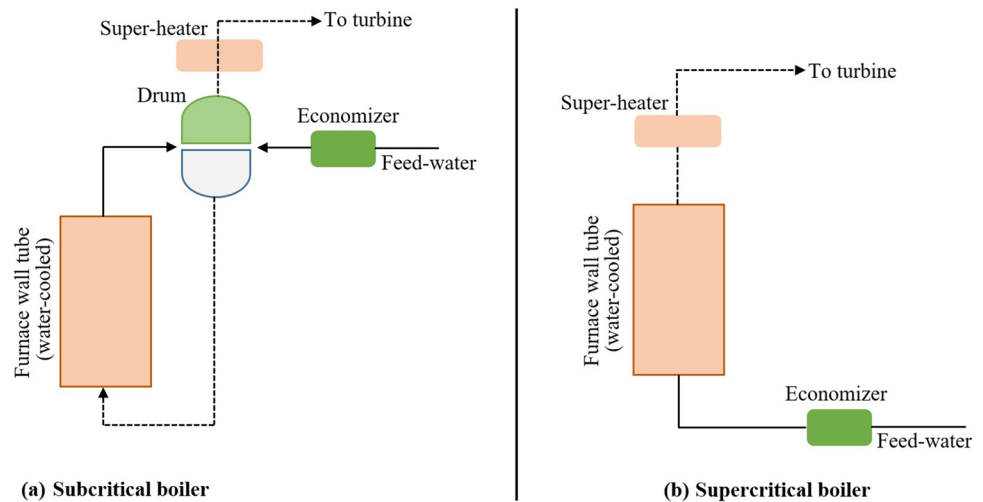 Super-heater
To turbine
Drum
Economizer
Feed-water
Furnace wall tube
(water-cooled)
(a) Subcritical boiler
To turbine
Super-heater
Furnace wall tube
(water-cooled)
Economizer
Feed-water
(b) Supercritical boiler